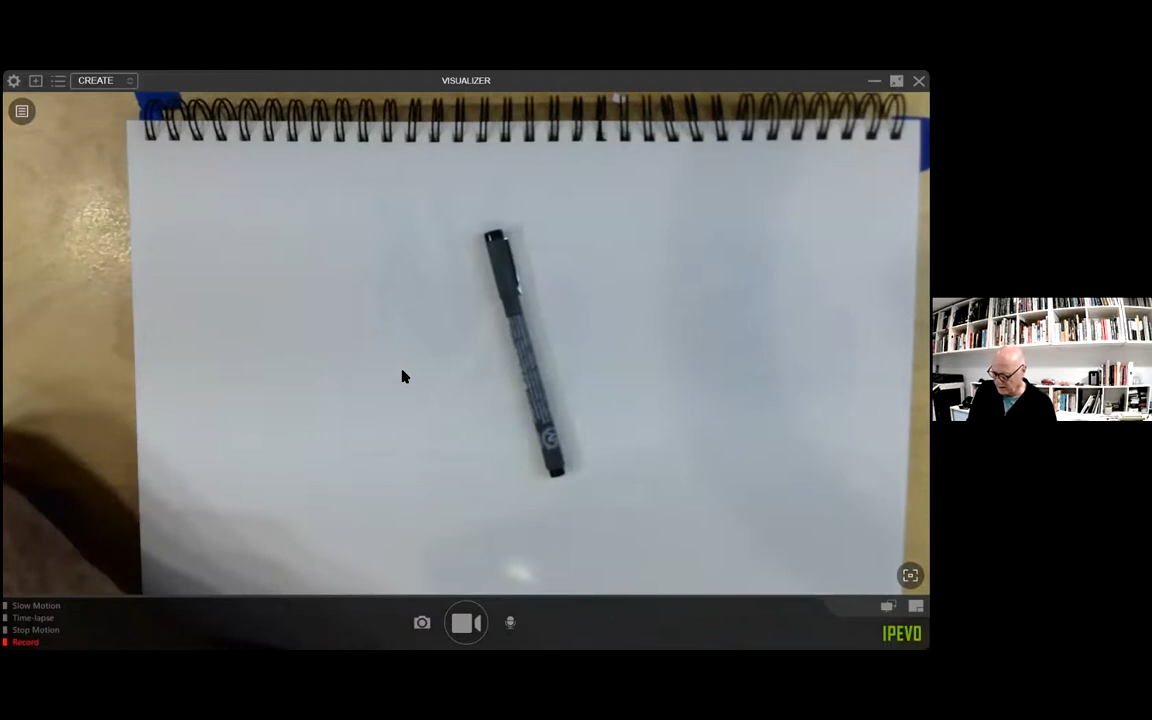 CREATE
VISUALIZER
Slow Motion
Time-lapse
Stop Motion
Record
IPEVO